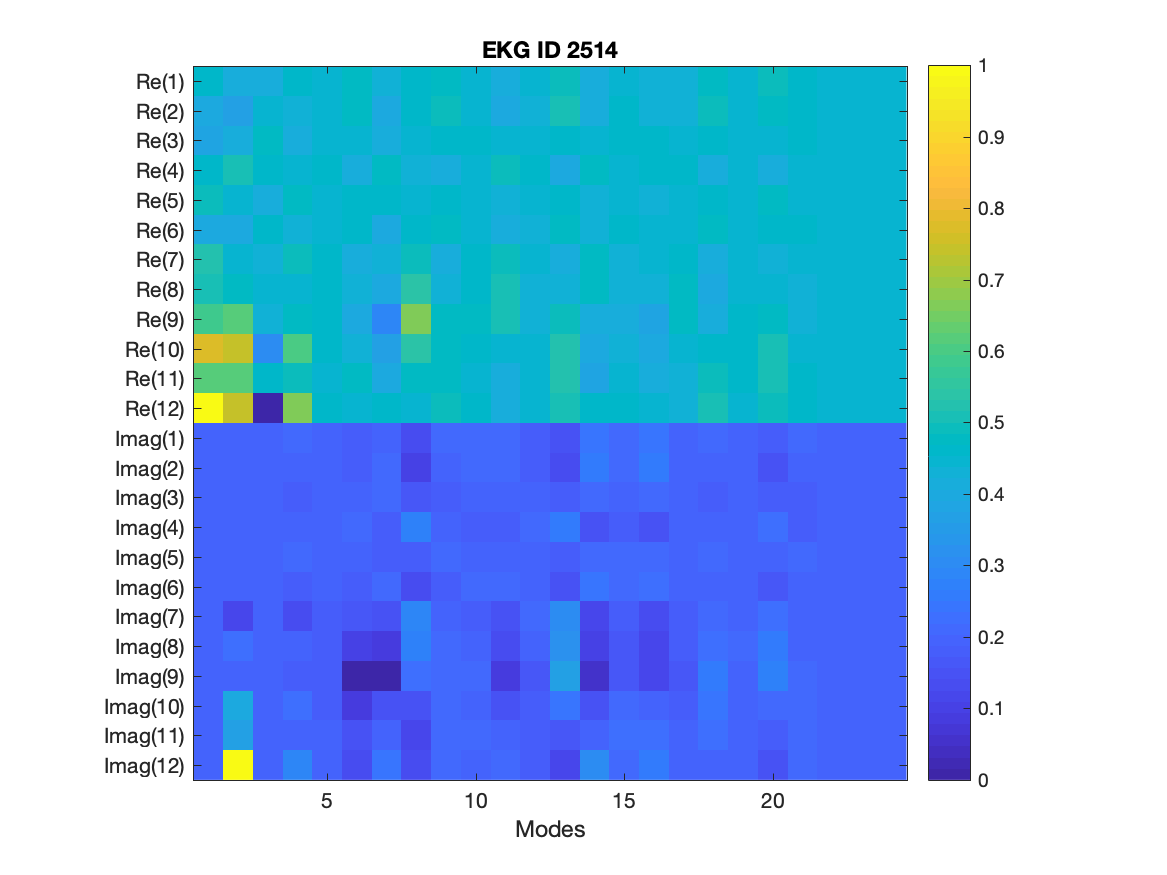 EKG ID 2514
Re(1)
Re(2)
Re(3)
Re(4)
Re(5)
Re(6)
Re(7)
Re(8)
Re(9)
Re(10)
Re(11)
Re(12)
Imag(1)
Imag(2)
Imag(3)
Imag(4)
Imag(5)
Imag(6)
Imag(7)
Imag(8)
Imag(9)
Imag(10)
Imag(11)
Imag(12)
5 10 15 20
Modes
1
0.9
0.8
0.7
0.6
0.5
0.4
0.3
0.2
0.1
0